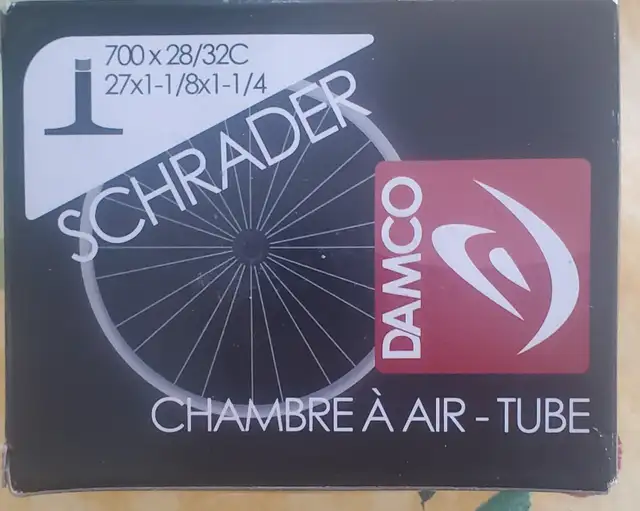 700 x 28/32C
27x1-1/8x1-1/4
SCHRADER
DAMCO
CHAMBRE À AIR - TUBE